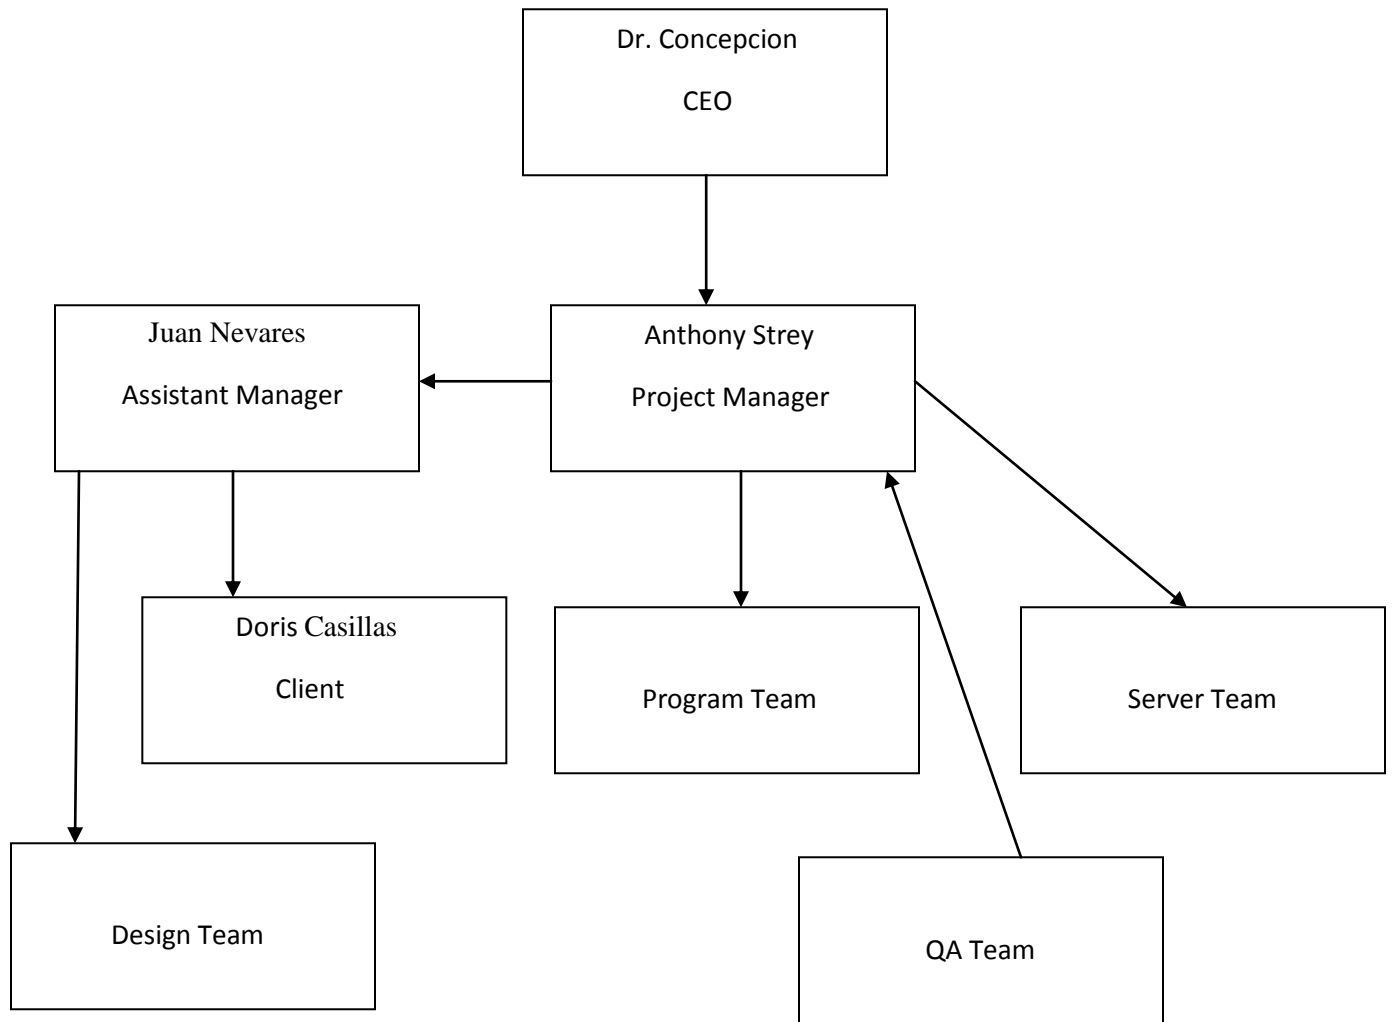 Dr. Concepcion
CEO
Juan Nevares
Assistant Manager
Anthony Strey
Project Manager
Doris Casillas
Client
Program Team
Server Team
Design Team
QA Team